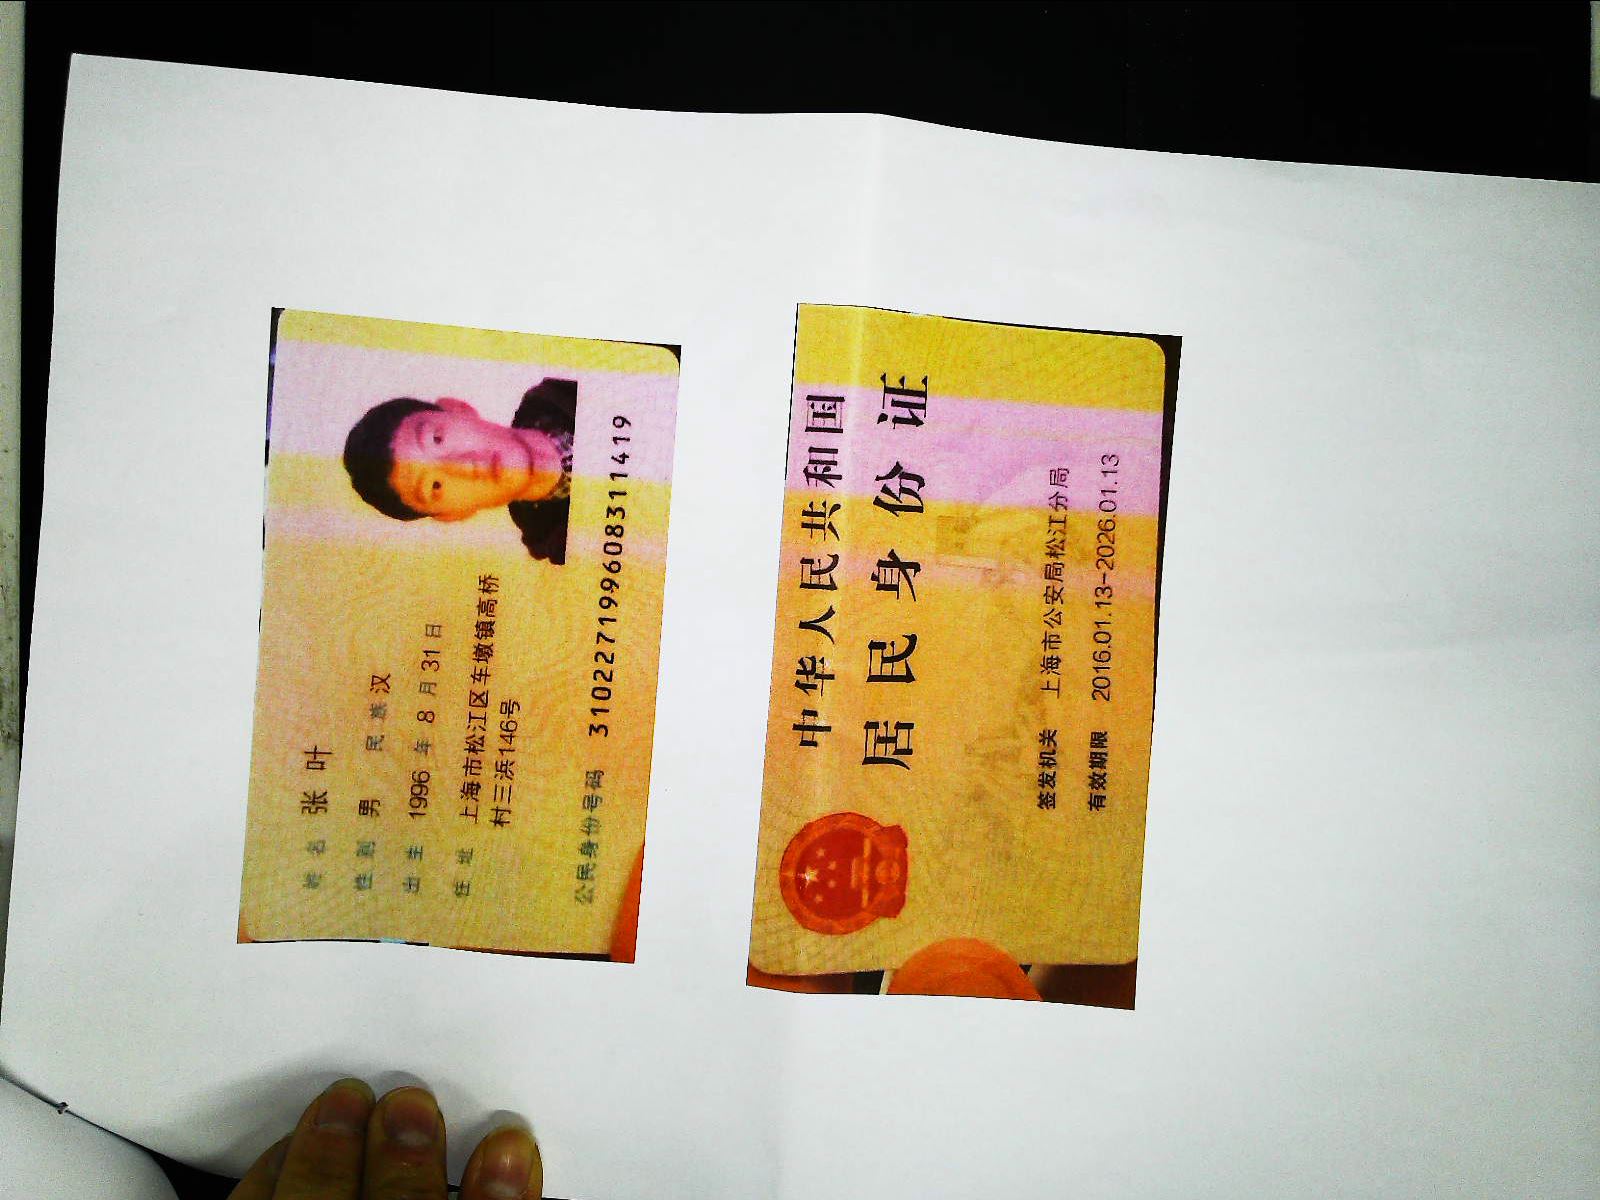 姓名 张叶
性别 男 民族 汉
出生 1996 年 8 月 31 日
住址 上海市松江区车墩镇高桥
村三浜146号
公民身份号码 310227199608311419
中华人民共和国
居民身份证
签发机关 上海市公安局松江分局
有效期限 2016.01.13-2026.01.13